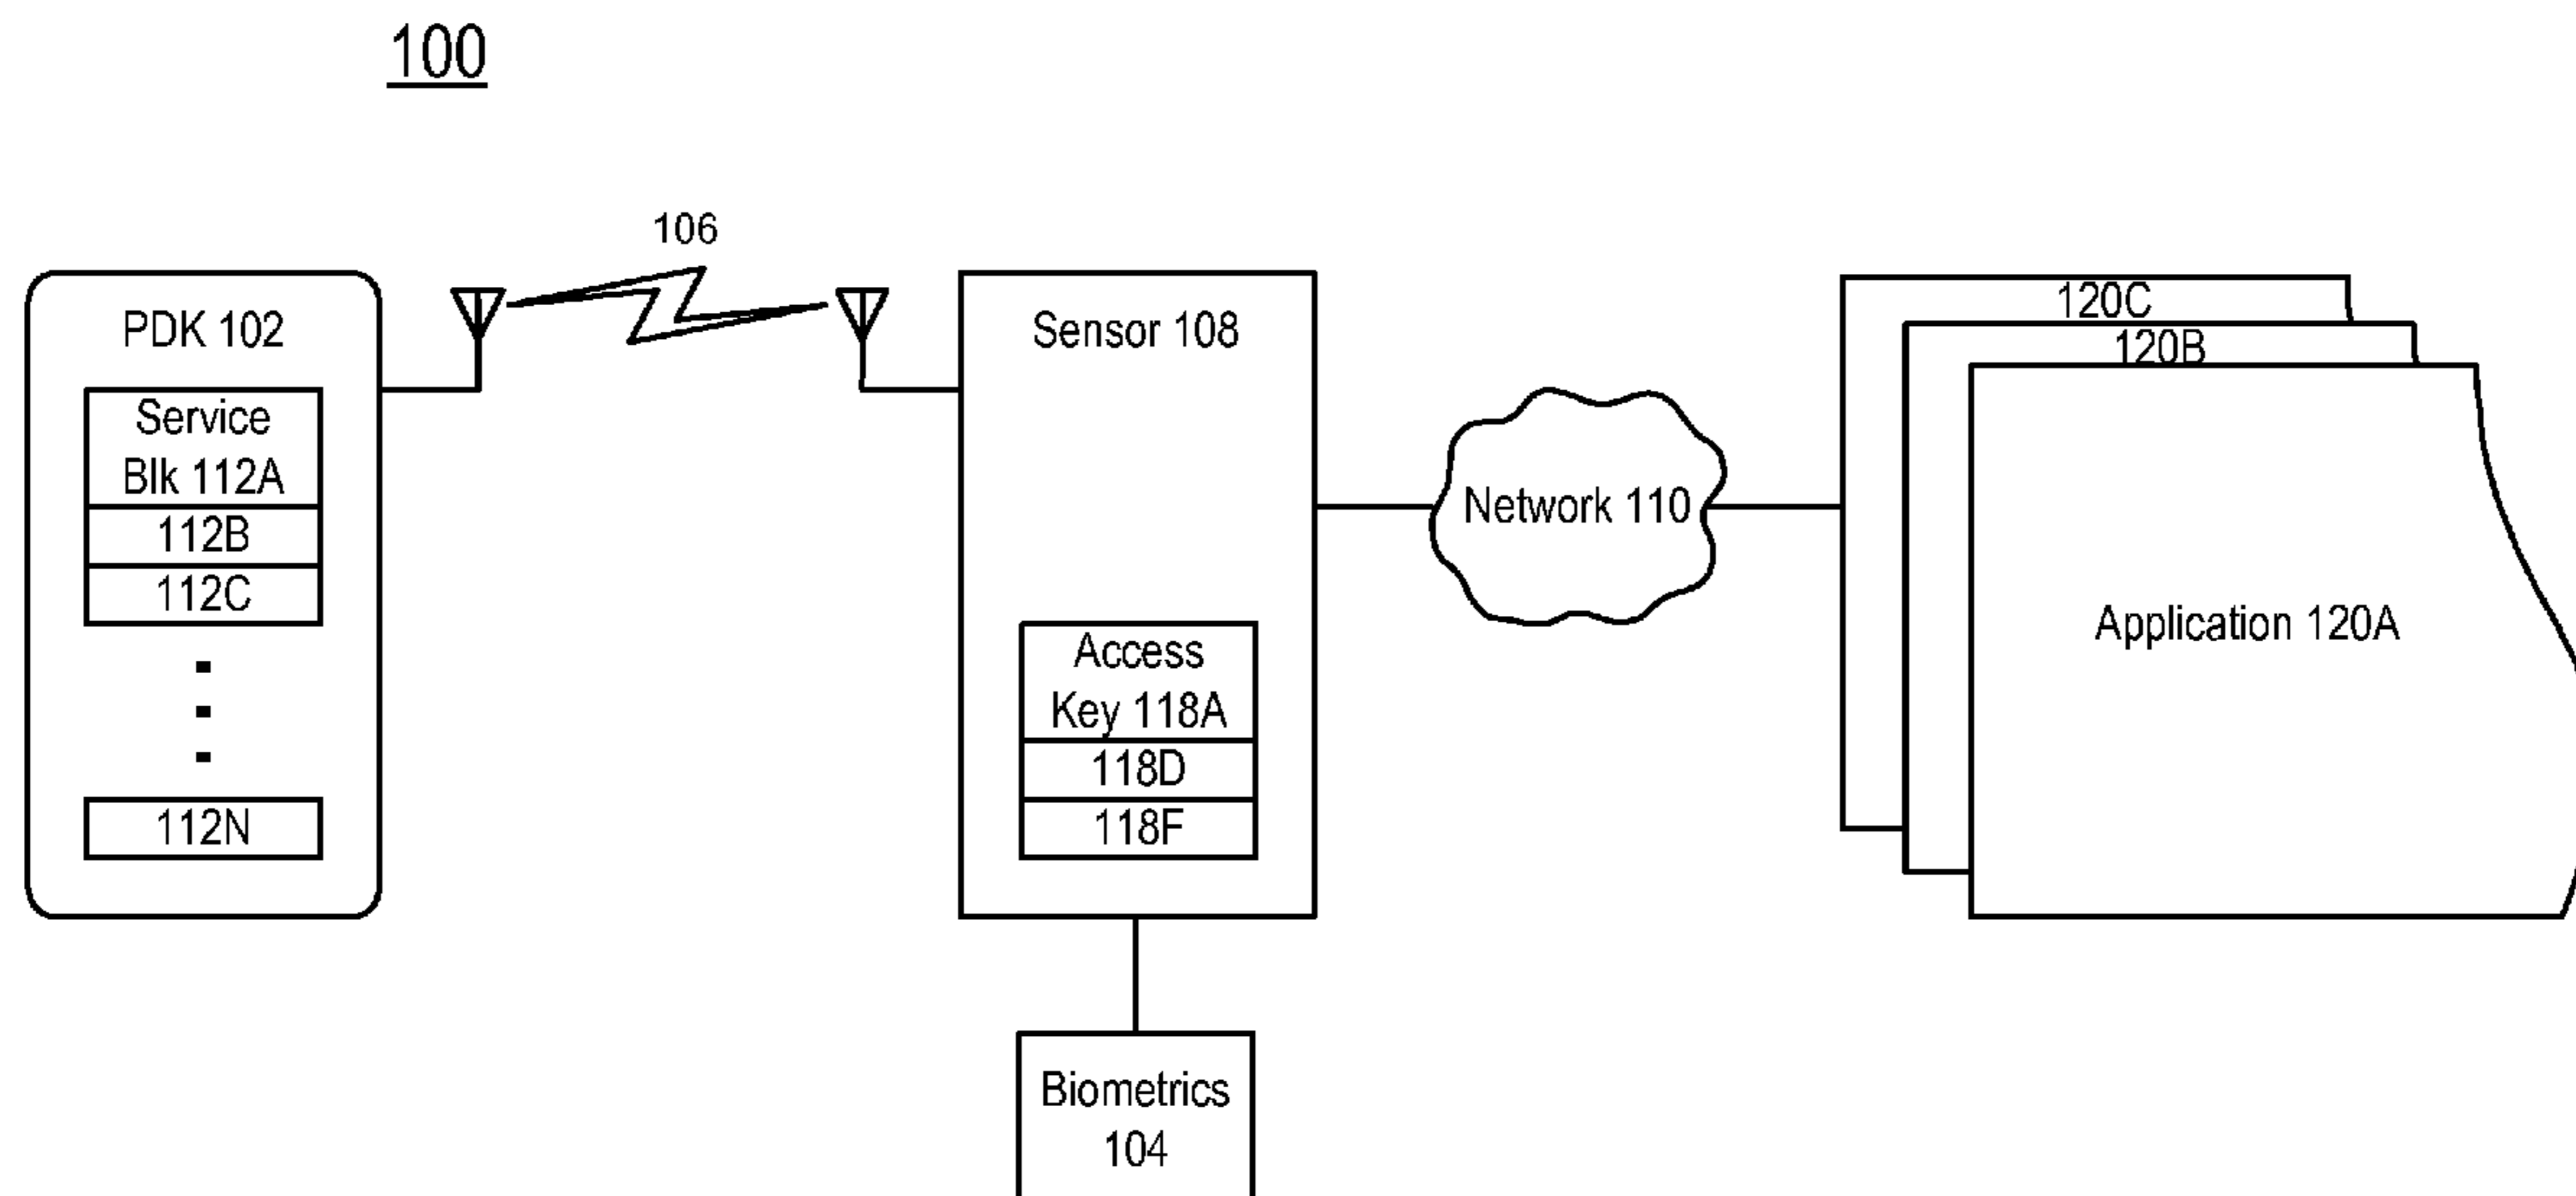 100
106
PDK 102
Service
Blk 112A
112B
112C
112N
Sensor 108
Access
Key 118A
118D
118F
Biometrics
104
Network 110
120C
120B
Application 120A